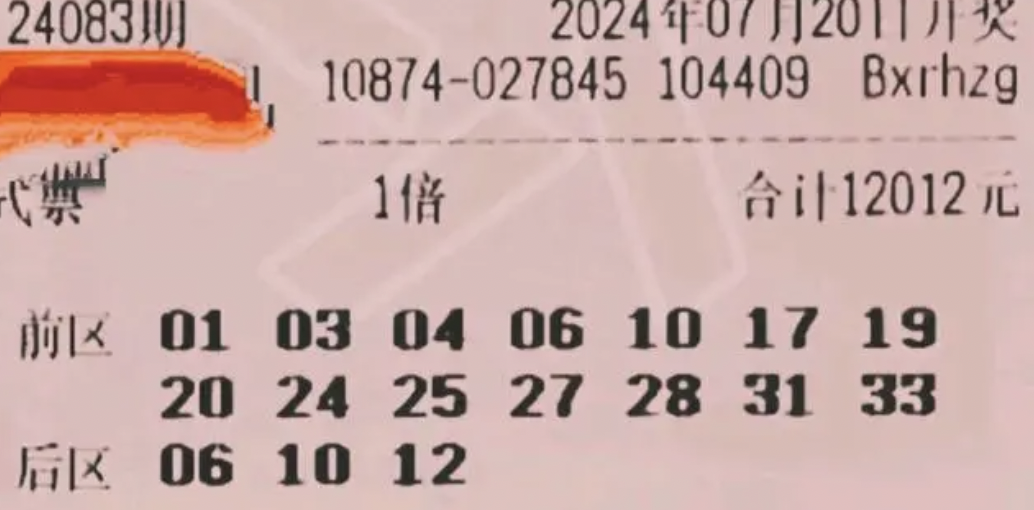 24083期 2024年07月20日开奖
10874-027845 104409 Bxrhzg
式票 1倍 合计12012元
前区 01 03 04 06 10 17 19
20 24 25 27 28 31 33
后区 06 10 12